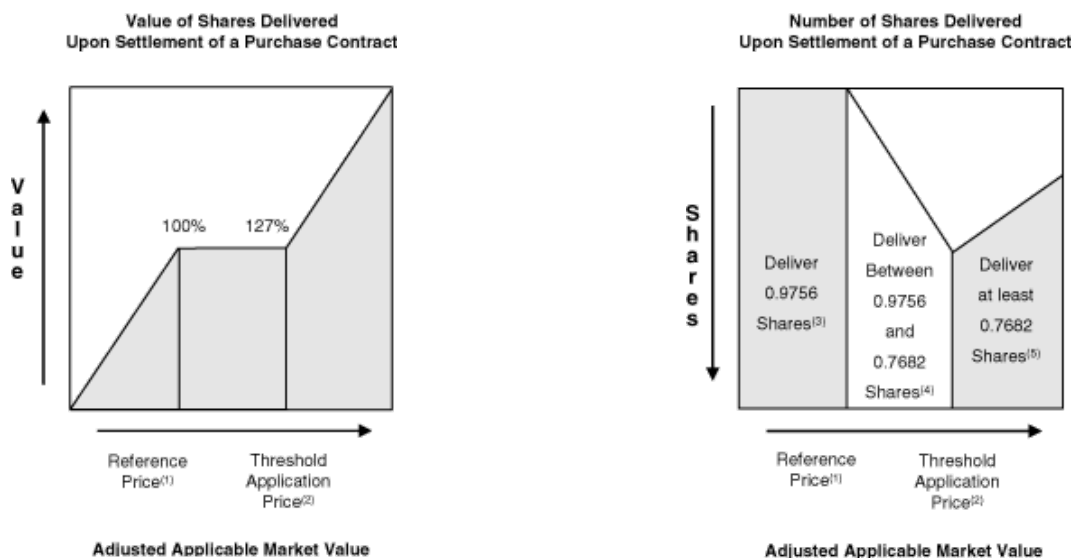 Value of Shares Delivered
Upon Settlement of a Purchase Contract
Value
100%
127%
Reference
Price(1)
Threshold
Application
Price(2)
Adjusted Applicable Market Value
Number of Shares Delivered
Upon Settlement of a Purchase Contract
Shares
Deliver
0.9756
Shares(3)
Deliver
Between
0.9756
and
0.7682
Shares(4)
Deliver
at least
0.7682
Shares(5)
Reference
Price(1)
Threshold
Application
Price(2)
Adjusted Applicable Market Value